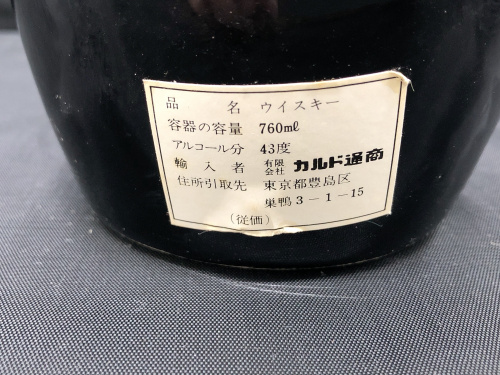 品名 ウイスキー
容器の容量 760mℓ
アルコール分 43度
輸入者 有限会社 カルド通商
住所引取先 東京都豊島区
巣鴨3-1-15
(従価)